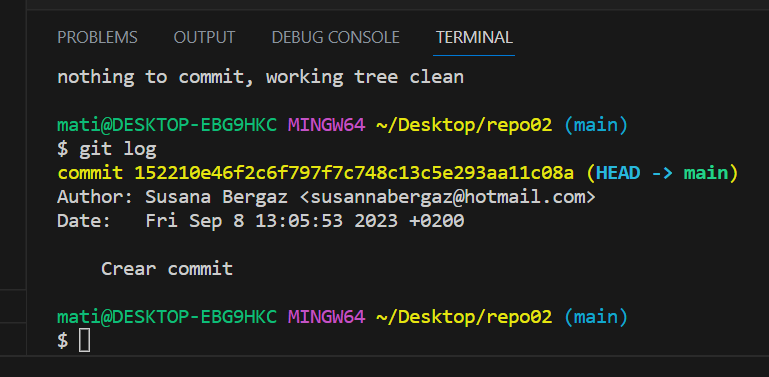 PROBLEMS OUTPUT DEBUG CONSOLE TERMINAL
nothing to commit, working tree clean
mati@DESKTOP-EBG9HKC MINGW64 ~/Desktop/repo02 (main)
$ git log
commit 152210e46f2c6f797f7c748c13c5e293aa11c08a (HEAD -> main)
Author: Susana Bergaz <susannabergaz@hotmail.com>
Date:   Fri Sep 8 13:05:53 2023 +0200
    Crear commit
mati@DESKTOP-EBG9HKC MINGW64 ~/Desktop/repo02 (main)
$